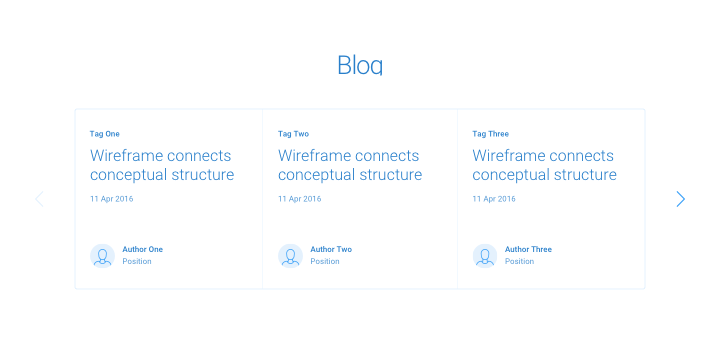 Blog
Tag One
Wireframe connects
conceptual structure
11 Apr 2016
Author One
Position
Tag Two
Wireframe connects
conceptual structure
11 Apr 2016
Author Two
Position
Tag Three
Wireframe connects
conceptual structure
11 Apr 2016
Author Three
Position